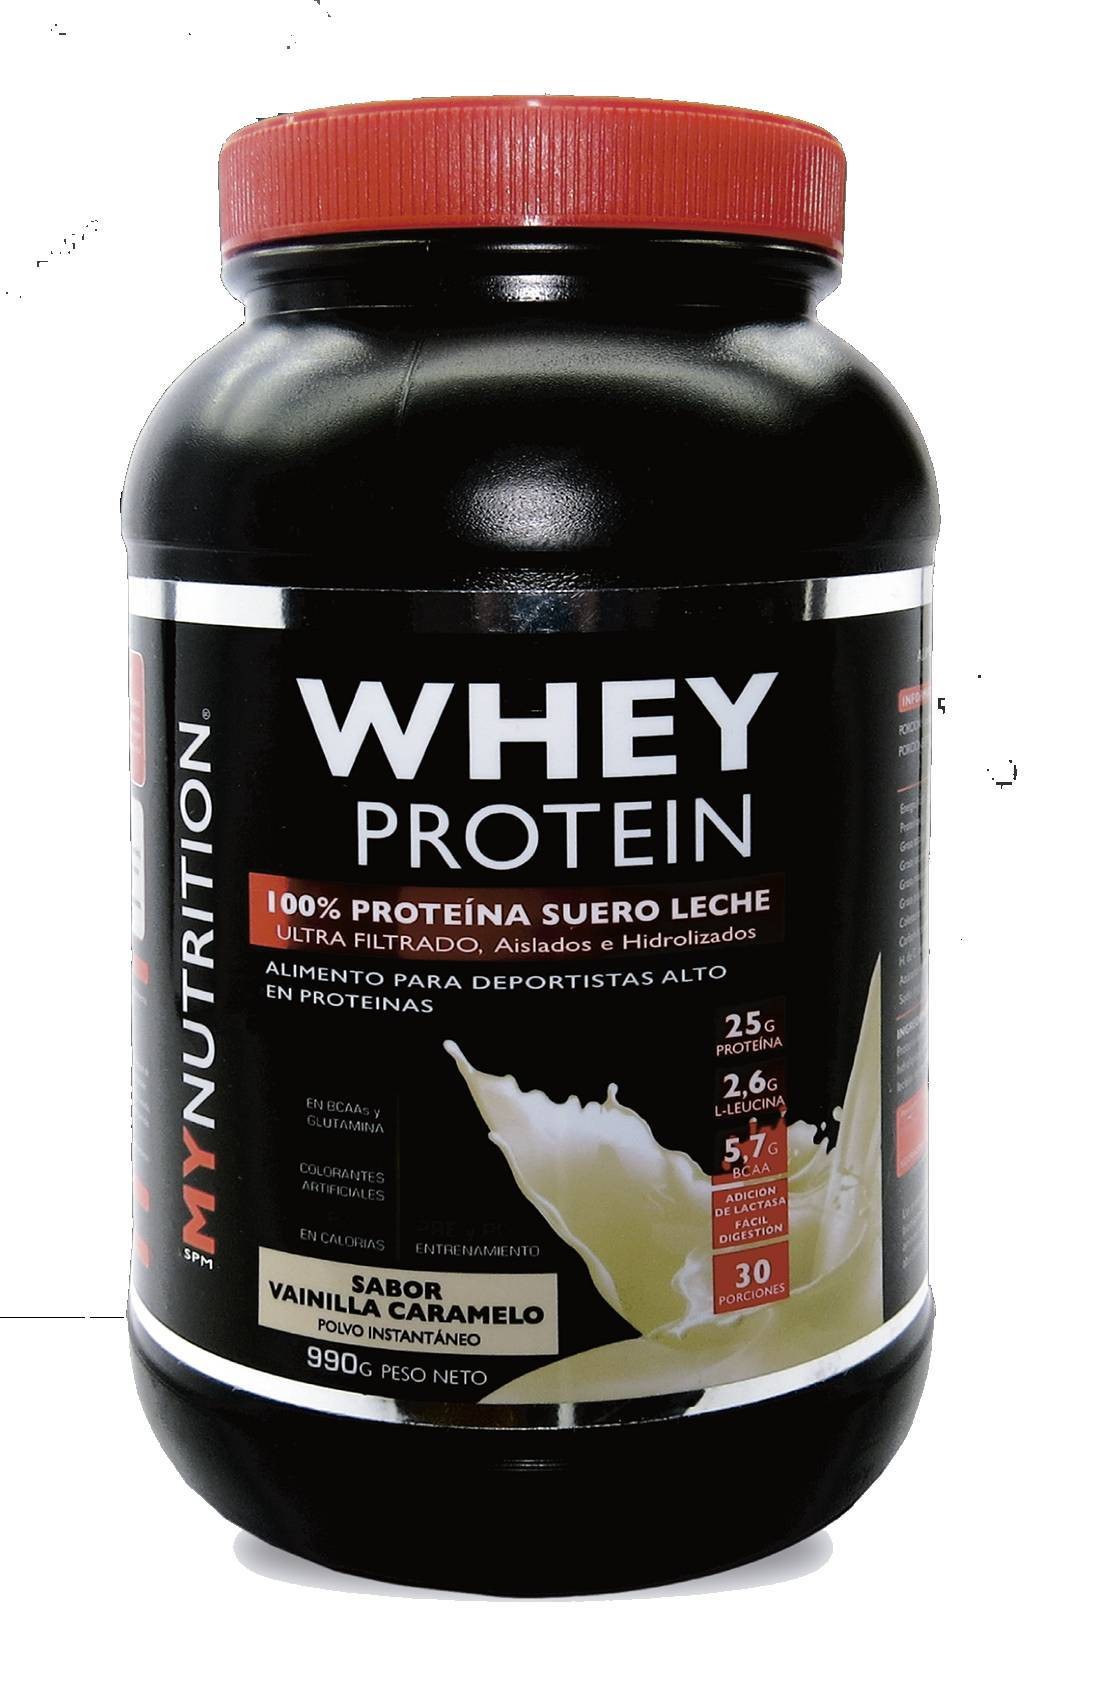 WHEY
PROTEIN
100% PROTEÍNA SUERO LECHE
ULTRA FILTRADO, Aislados e Hidrolizados
ALIMENTO PARA DEPORTISTAS ALTO
EN PROTEINAS
SPM MYNUTRITION®
25G
PROTEÍNA
2,6G
L-LEUCINA
5,7G
BCAA
ADICIÓN
DE LACTASA
FACIL
DIGESTIÓN
30
PORCIONES
EN BCAAs y
GLUTAMINA
COLORANTES
ARTIFICIALES
EN CALORIAS
ENTRENAMIENTO
SABOR
VAINILLA CARAMELO
POLVO INSTANTÁNEO
990G PESO NETO